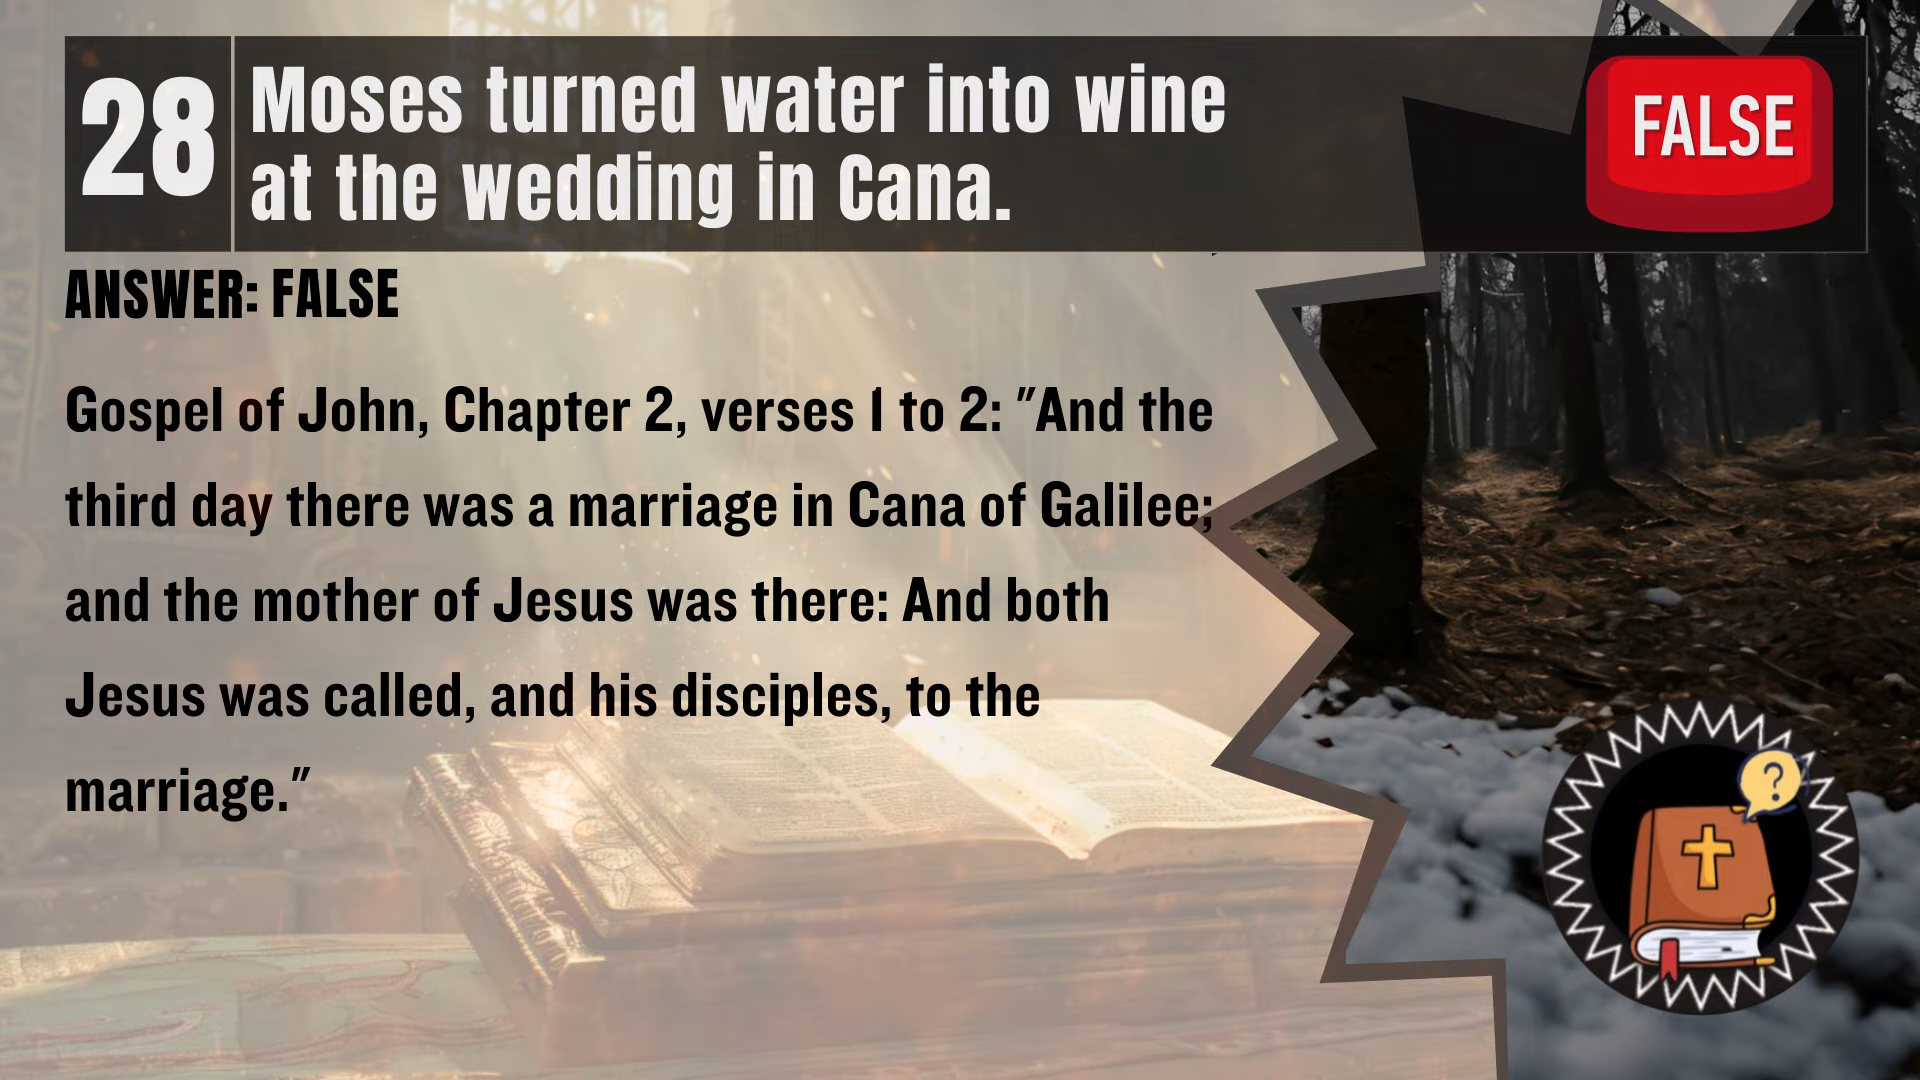 28
Moses turned water into wine
at the wedding in Cana.
FALSE
ANSWER: FALSE
Gospel of John, Chapter 2, verses 1 to 2: "And the
third day there was a marriage in Cana of Galilee;
and the mother of Jesus was there: And both
Jesus was called, and his disciples, to the
marriage."
?